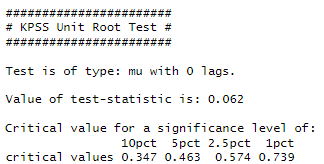 #######################
# KPSS Unit Root Test #
#######################
Test is of type: mu with 0 lags.
Value of test-statistic is: 0.062
Critical value for a significance level of:
10pct 5pct 2.5pct 1pct
critical values 0.347 0.463 0.574 0.739